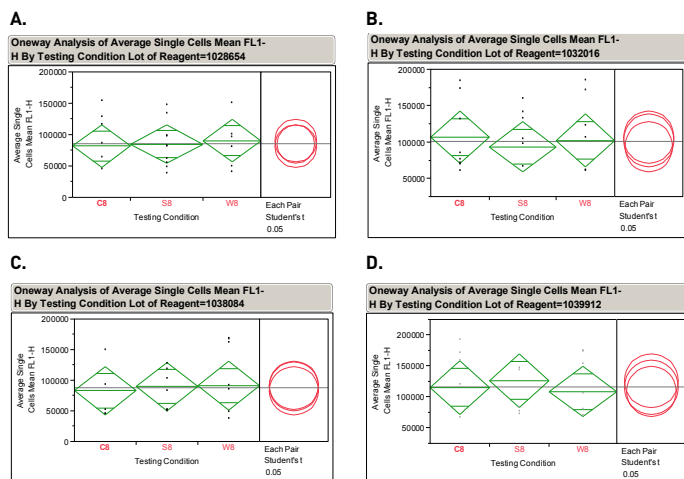 A.
Oneway Analysis of Average Single Cells Mean FL1-
H By Testing Condition Lot of Reagent=1028654
Average Single
Cells Mean FL1-H
200000
150000
100000
50000
0
C8
S8
W8
Testing Condition
Each Pair
Student's t
0.05
B.
Oneway Analysis of Average Single Cells Mean FL1-
H By Testing Condition Lot of Reagent=1032016
Average Single
Cells Mean FL1-H
200000
150000
100000
50000
C8
S8
W8
Testing Condition
Each Pair
Student's t
0.05
C.
Oneway Analysis of Average Single Cells Mean FL1-
H By Testing Condition Lot of Reagent=1038084
Average Single
Cells Mean FL1-H
200000
150000
100000
50000
0
C8
S8
W8
Testing Condition
Each Pair
Student's t
0.05
D.
Oneway Analysis of Average Single Cells Mean FL1-
H By Testing Condition Lot of Reagent=1039912
Average Single
Cells Mean FL1-H
200000
150000
100000
50000
C8
S8
W8
Testing Condition
Each Pair
Student's t
0.05